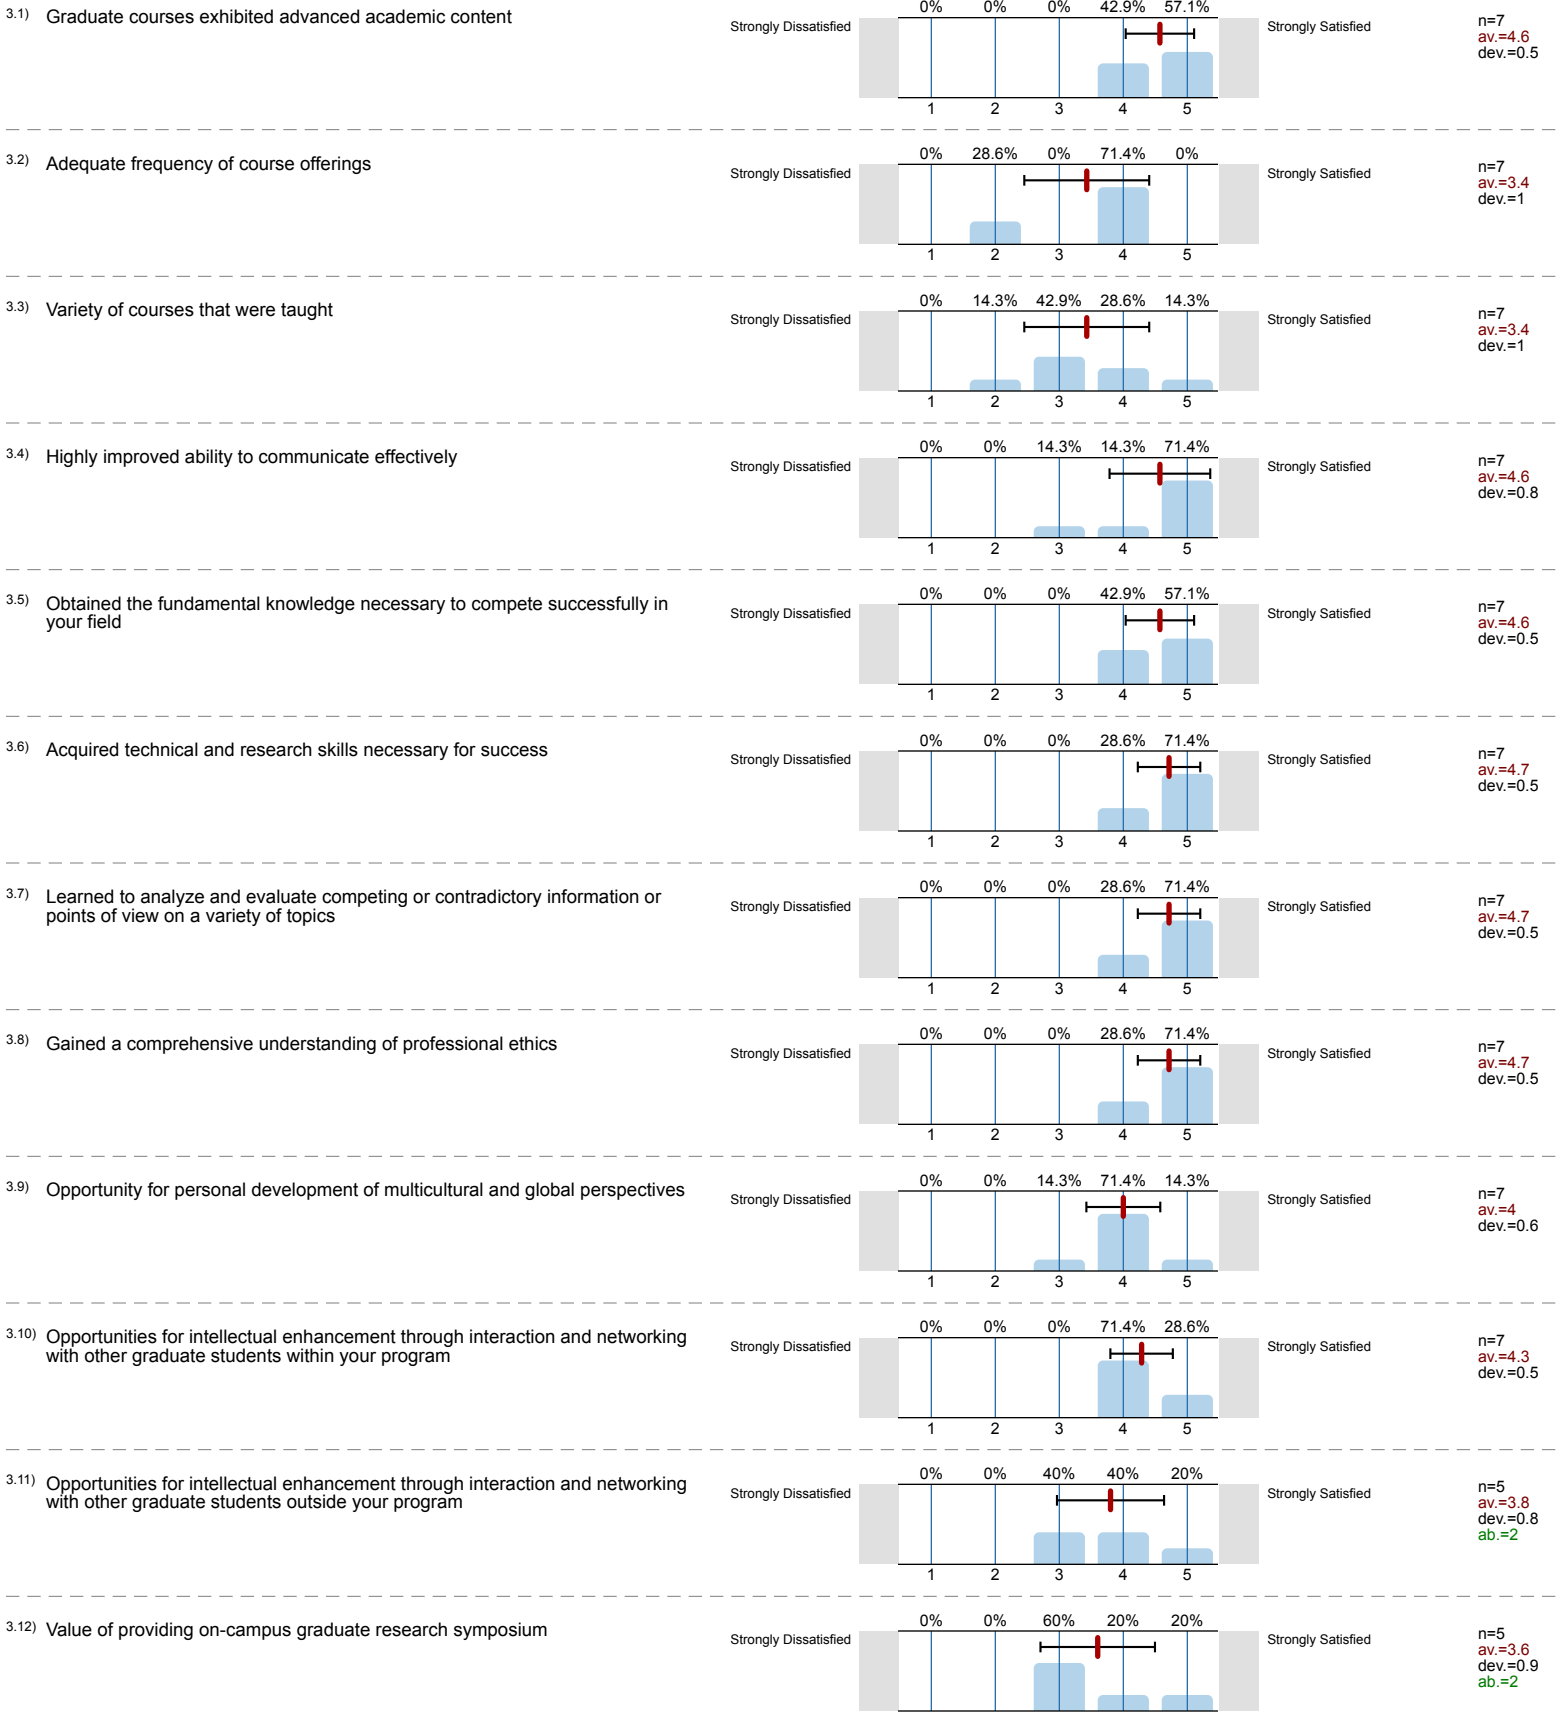 3.1) Graduate courses exhibited advanced academic content
Strongly Dissatisfied
0% 0% 0% 42.9% 57.1%
1 2 3 4 5
Strongly Satisfied
n=7
av.=4.6
dev.=0.5
3.2) Adequate frequency of course offerings
Strongly Dissatisfied
0% 28.6% 0% 71.4% 0%
1 2 3 4 5
Strongly Satisfied
n=7
av.=3.4
dev.=1
3.3) Variety of courses that were taught
Strongly Dissatisfied
0% 14.3% 42.9% 28.6% 14.3%
1 2 3 4 5
Strongly Satisfied
n=7
av.=3.4
dev.=1
3.4) Highly improved ability to communicate effectively
Strongly Dissatisfied
0% 0% 14.3% 14.3% 71.4%
1 2 3 4 5
Strongly Satisfied
n=7
av.=4.6
dev.=0.8
3.5) Obtained the fundamental knowledge necessary to compete successfully in
your field
Strongly Dissatisfied
0% 0% 0% 42.9% 57.1%
1 2 3 4 5
Strongly Satisfied
n=7
av.=4.6
dev.=0.5
3.6) Acquired technical and research skills necessary for success
Strongly Dissatisfied
0% 0% 0% 28.6% 71.4%
1 2 3 4 5
Strongly Satisfied
n=7
av.=4.7
dev.=0.5
3.7) Learned to analyze and evaluate competing or contradictory information or
points of view on a variety of topics
Strongly Dissatisfied
0% 0% 0% 28.6% 71.4%
1 2 3 4 5
Strongly Satisfied
n=7
av.=4.7
dev.=0.5
3.8) Gained a comprehensive understanding of professional ethics
Strongly Dissatisfied
0% 0% 0% 28.6% 71.4%
1 2 3 4 5
Strongly Satisfied
n=7
av.=4.7
dev.=0.5
3.9) Opportunity for personal development of multicultural and global perspectives
Strongly Dissatisfied
0% 0% 14.3% 71.4% 14.3%
1 2 3 4 5
Strongly Satisfied
n=7
av.=4
dev.=0.6
3.10) Opportunities for intellectual enhancement through interaction and networking
with other graduate students within your program
Strongly Dissatisfied
0% 0% 0% 71.4% 28.6%
1 2 3 4 5
Strongly Satisfied
n=7
av.=4.3
dev.=0.5
3.11) Opportunities for intellectual enhancement through interaction and networking
with other graduate students outside your program
Strongly Dissatisfied
0% 0% 40% 40% 20%
1 2 3 4 5
Strongly Satisfied
n=5
av.=3.8
dev.=0.8
ab.=2
3.12) Value of providing on-campus graduate research symposium
Strongly Dissatisfied
0% 0% 60% 20% 20%
Strongly Satisfied
n=5
av.=3.6
dev.=0.9
ab.=2